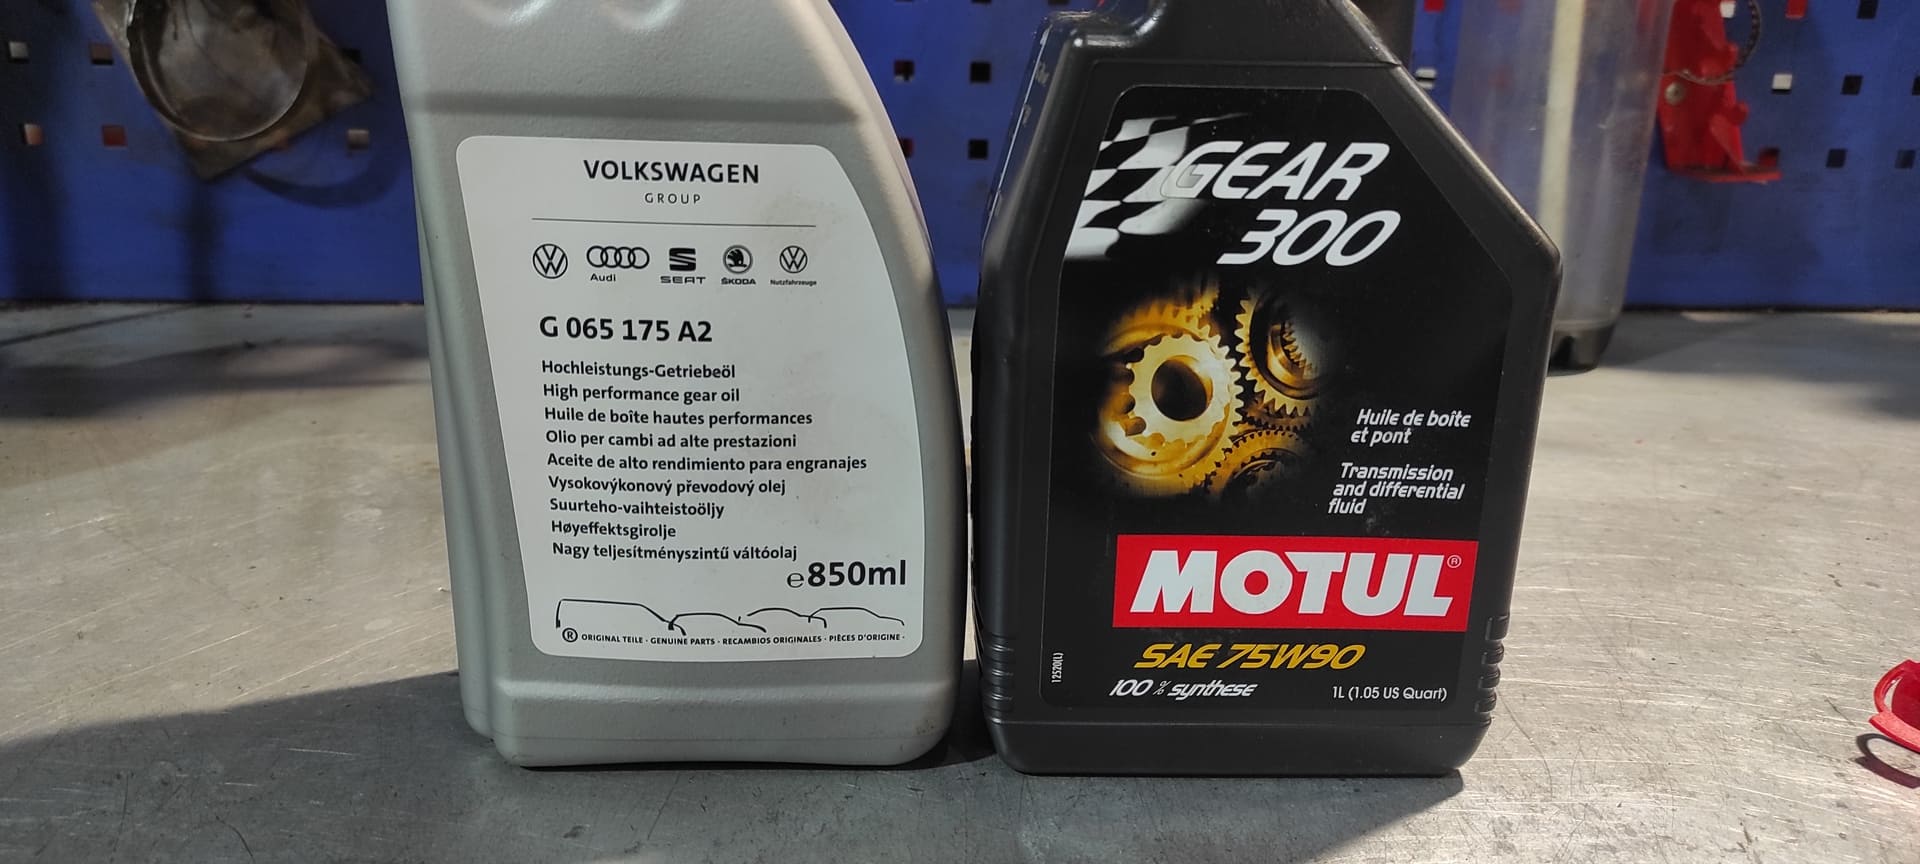 VOLKSWAGEN
GROUP
Audi
SEAT
ŠKODA
Nutzfahrzeuge
G 065 175 A2
Hochleistungs-Getriebeöl
High performance gear oil
Huile de boîte hautes performances
Olio per cambi ad alte prestazioni
Aceite de alto rendimiento para engranajes
Vysokovýkonový převodový olej
Suurteho-vaihteistoöljy
Høyeffektsgirolje
Nagy teljesítményszintű váltóolaj
℮850ml
® ORIGINAL TEILE · GENUINE PARTS · RECAMBIOS ORIGINALES · PIÈCES D'ORIGINE ·
GEAR
300
Huile de boîte
et pont
Transmission
and differential
fluid
MOTUL®
SAE 75W90
100 % synthese
1L (1.05 US Quart)
12520(L)